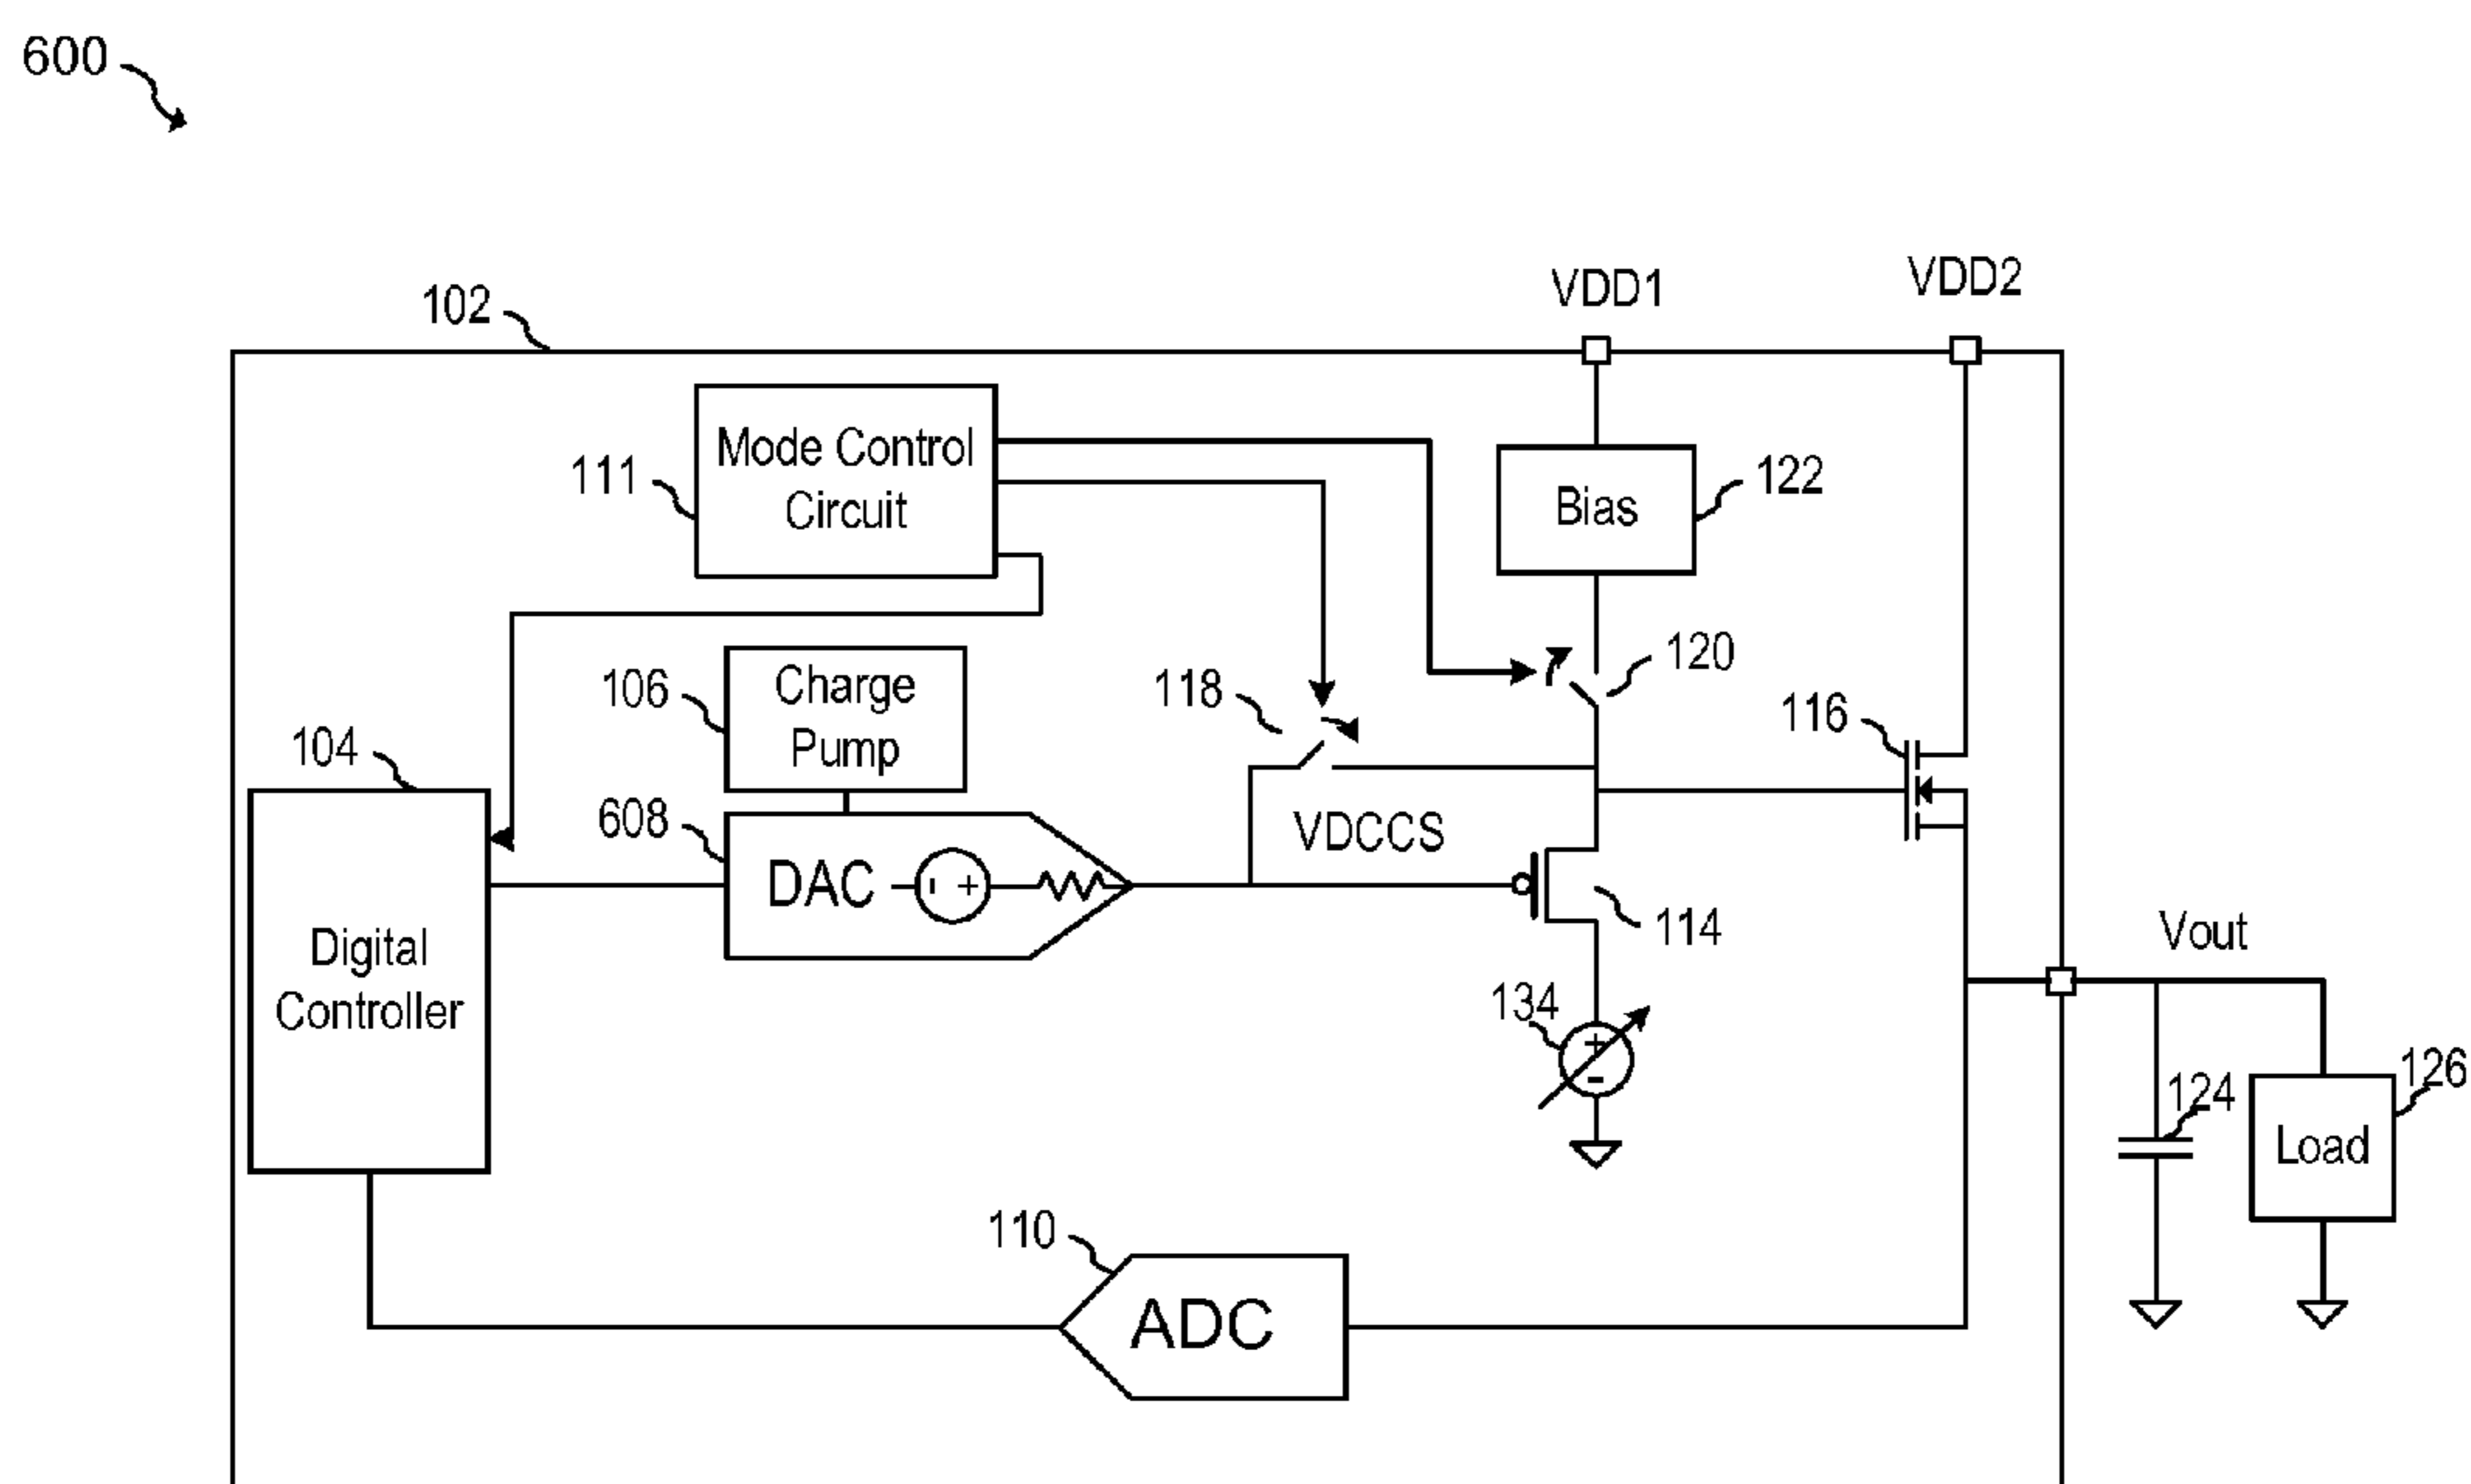 600
102
VDD1
VDD2
111
Mode Control
Circuit
Bias
122
106
Charge
Pump
118
120
116
104
608
DAC
- +
VDCCS
114
Digital
Controller
Vout
134
+
-
124
126
Load
110
ADC